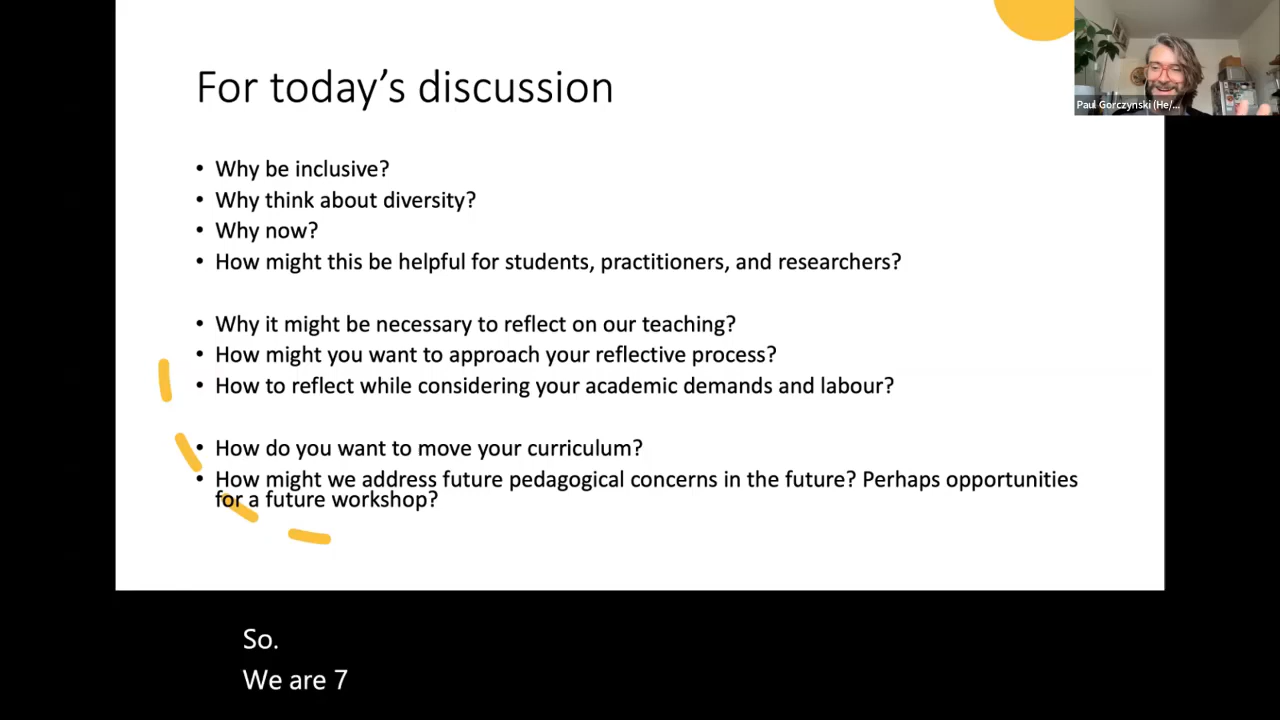 For today's discussion
Paul Gorczynski (He/...
• Why be inclusive?
• Why think about diversity?
• Why now?
• How might this be helpful for students, practitioners, and researchers?
• Why it might be necessary to reflect on our teaching?
• How might you want to approach your reflective process?
• How to reflect while considering your academic demands and labour?
• How do you want to move your curriculum?
• How might we address future pedagogical concerns in the future? Perhaps opportunities
for a future workshop?
So.
We are 7